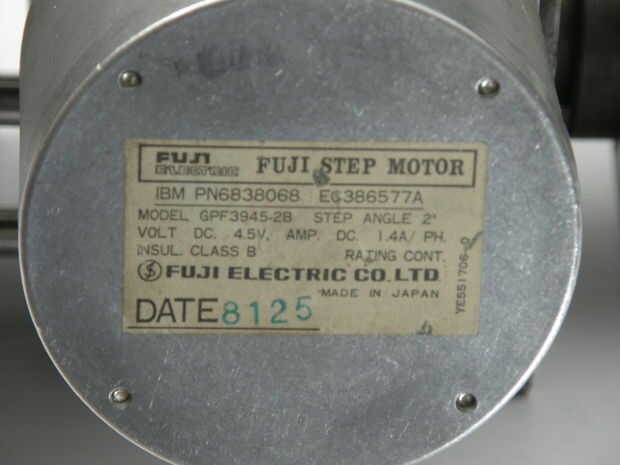 FUJI ELECTRIC FUJI STEP MOTOR
IBM PN6838068 EC386577A
MODEL GPF3945-2B STEP ANGLE 2°
VOLT DC. 4.5V. AMP. DC. 1.4A/ PH.
INSUL. CLASS B RATING CONT.
FUJI ELECTRIC CO. LTD.
MADE IN JAPAN
DATE 8125
YE551706-0